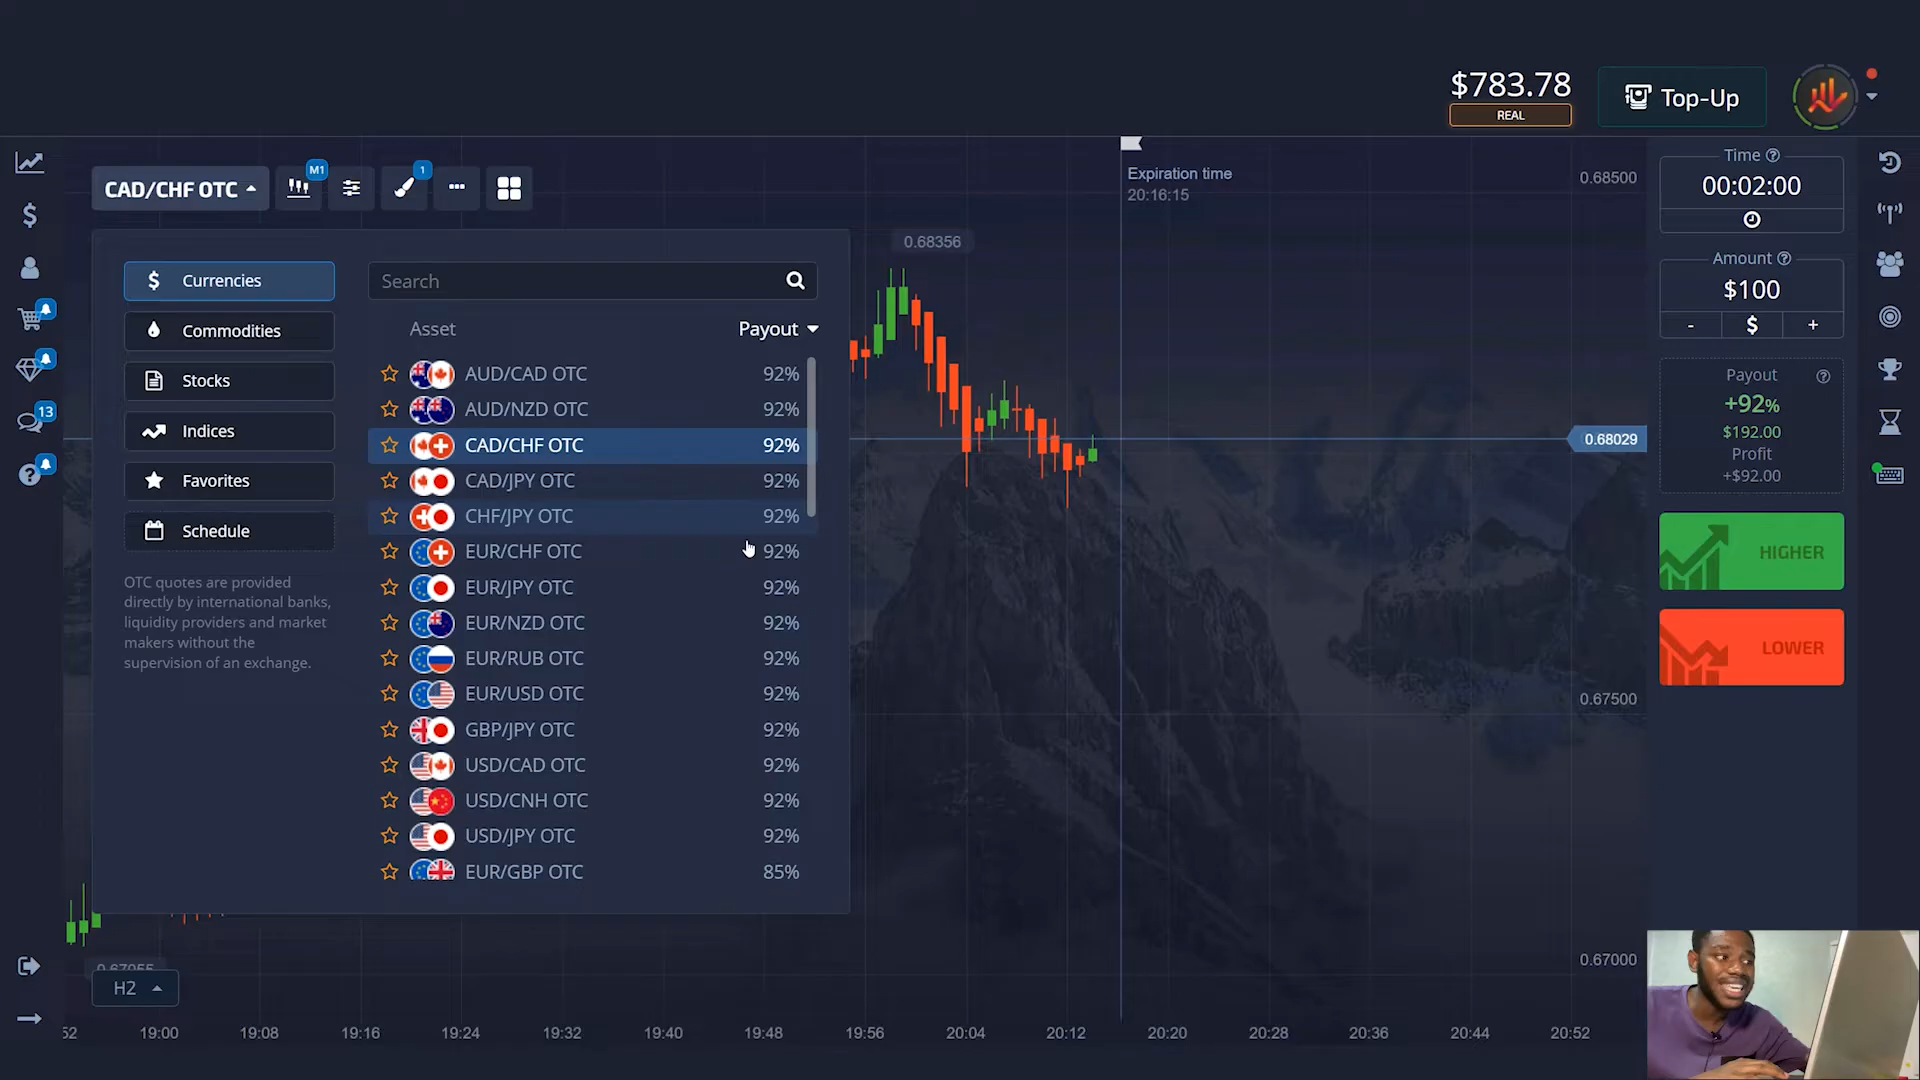 $783.78
REAL
Top-Up
CAD/CHF OTC
M1
1
Expiration time
20:16:15
0.68500
Time
00:02:00
0.68356
Currencies
Search
Amount
$100
- $ +
Commodities
Asset
Payout
Stocks
AUD/CAD OTC 92%
Payout
+92%
$192.00
Profit
+$92.00
AUD/NZD OTC 92%
13
Indices
CAD/CHF OTC 92%
0.68029
Favorites
CAD/JPY OTC 92%
Schedule
CHF/JPY OTC 92%
HIGHER
EUR/CHF OTC 92%
OTC quotes are provided
directly by international banks,
liquidity providers and market
makers without the
supervision of an exchange.
EUR/JPY OTC 92%
EUR/NZD OTC 92%
LOWER
EUR/RUB OTC 92%
EUR/USD OTC 92%
0.67500
GBP/JPY OTC 92%
USD/CAD OTC 92%
USD/CNH OTC 92%
USD/JPY OTC 92%
EUR/GBP OTC 85%
0.67000
H2
52 19:00 19:08 19:16 19:24 19:32 19:40 19:48 19:56 20:04 20:12 20:20 20:28 20:36 20:44 20:52